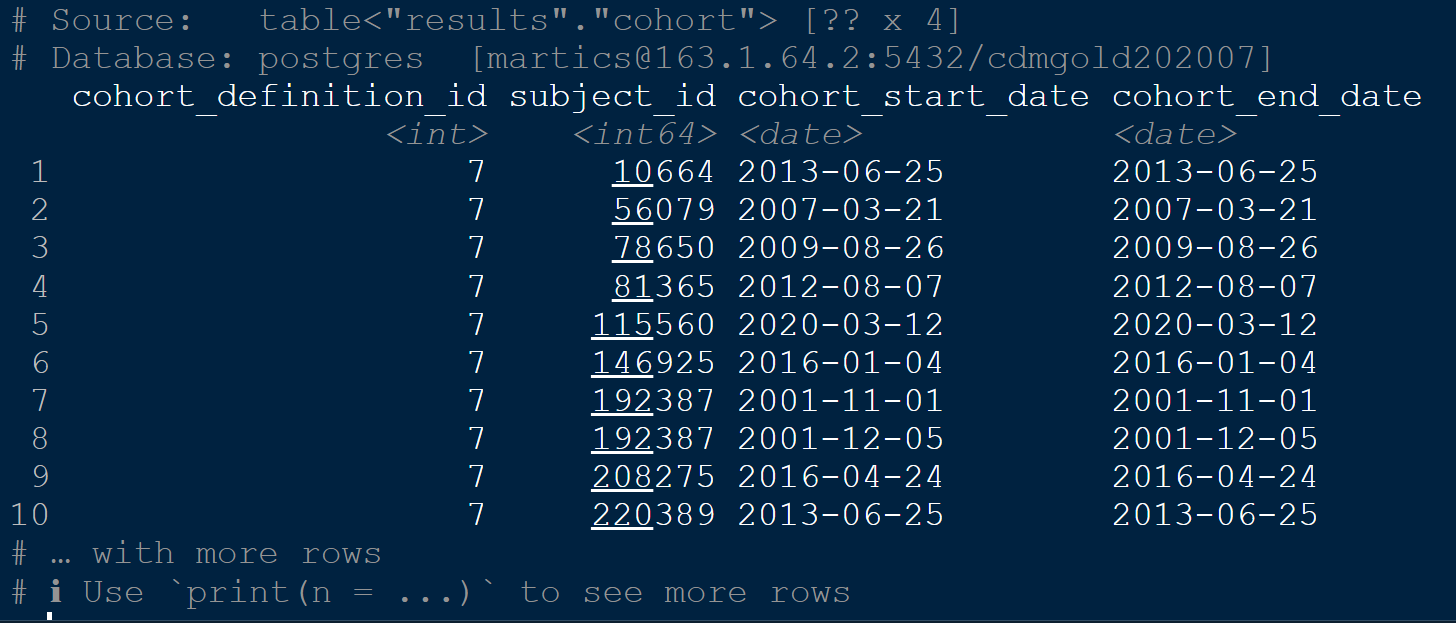 # Source:   table<"results"."cohort"> [?? x 4]
# Database: postgres  [martics@163.1.64.2:5432/cdmgold202007]
   cohort_definition_id subject_id cohort_start_date cohort_end_date
                  <int>    <int64> <date>            <date>
 1                    7      10664 2013-06-25        2013-06-25
 2                    7      56079 2007-03-21        2007-03-21
 3                    7      78650 2009-08-26        2009-08-26
 4                    7      81365 2012-08-07        2012-08-07
 5                    7     115560 2020-03-12        2020-03-12
 6                    7     146925 2016-01-04        2016-01-04
 7                    7     192387 2001-11-01        2001-11-01
 8                    7     192387 2001-12-05        2001-12-05
 9                    7     208275 2016-04-24        2016-04-24
10                    7     220389 2013-06-25        2013-06-25
# … with more rows
# ℹ Use `print(n = ...)` to see more rows